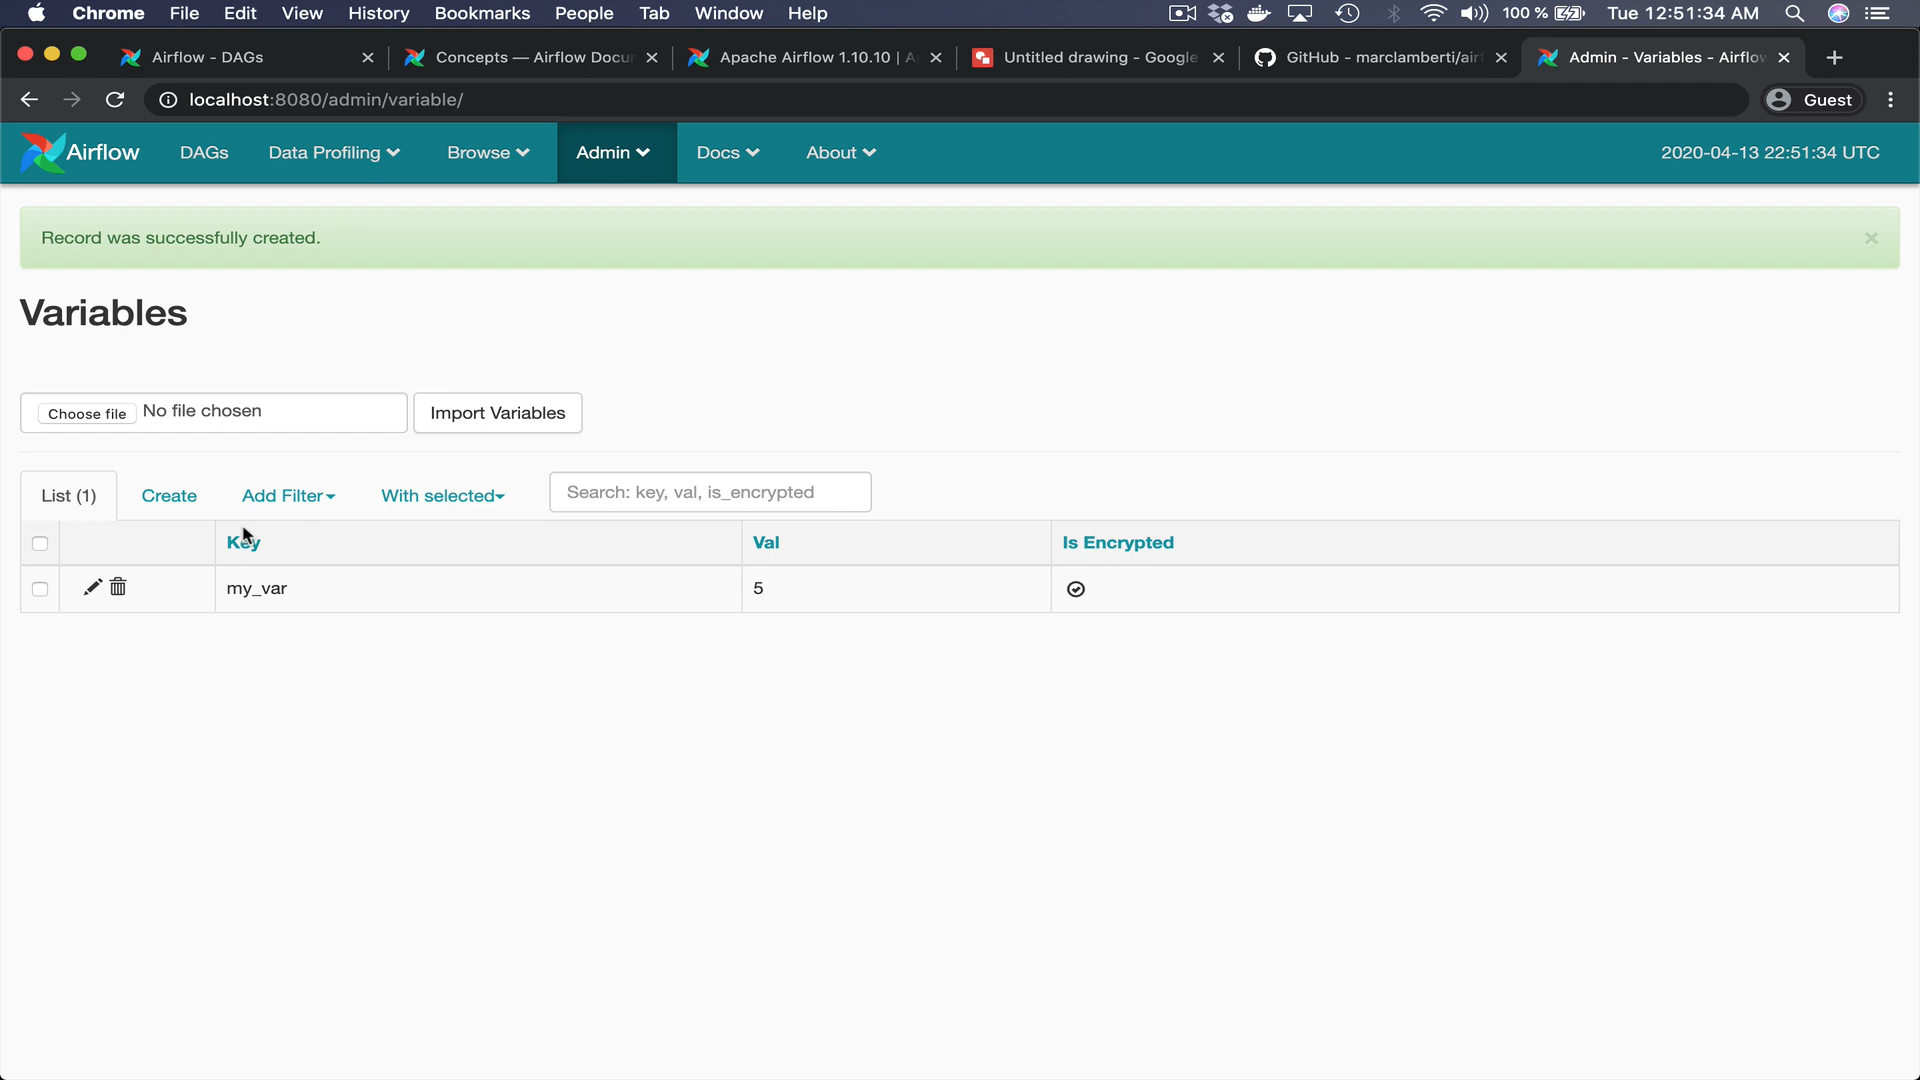 Chrome File Edit View History Bookmarks People Tab Window Help 100 % Tue 12:51:34 AM
Airflow - DAGs Concepts — Airflow Docu Apache Airflow 1.10.10 | A Untitled drawing - Google GitHub - marclamberti/air Admin - Variables - Airflow
localhost:8080/admin/variable/ Guest
Airflow DAGs Data Profiling Browse Admin Docs About 2020-04-13 22:51:34 UTC
Record was successfully created. ×
Variables
Choose file No file chosen Import Variables
List (1) Create Add Filter With selected Search: key, val, is_encrypted
Key Val Is Encrypted
my_var 5